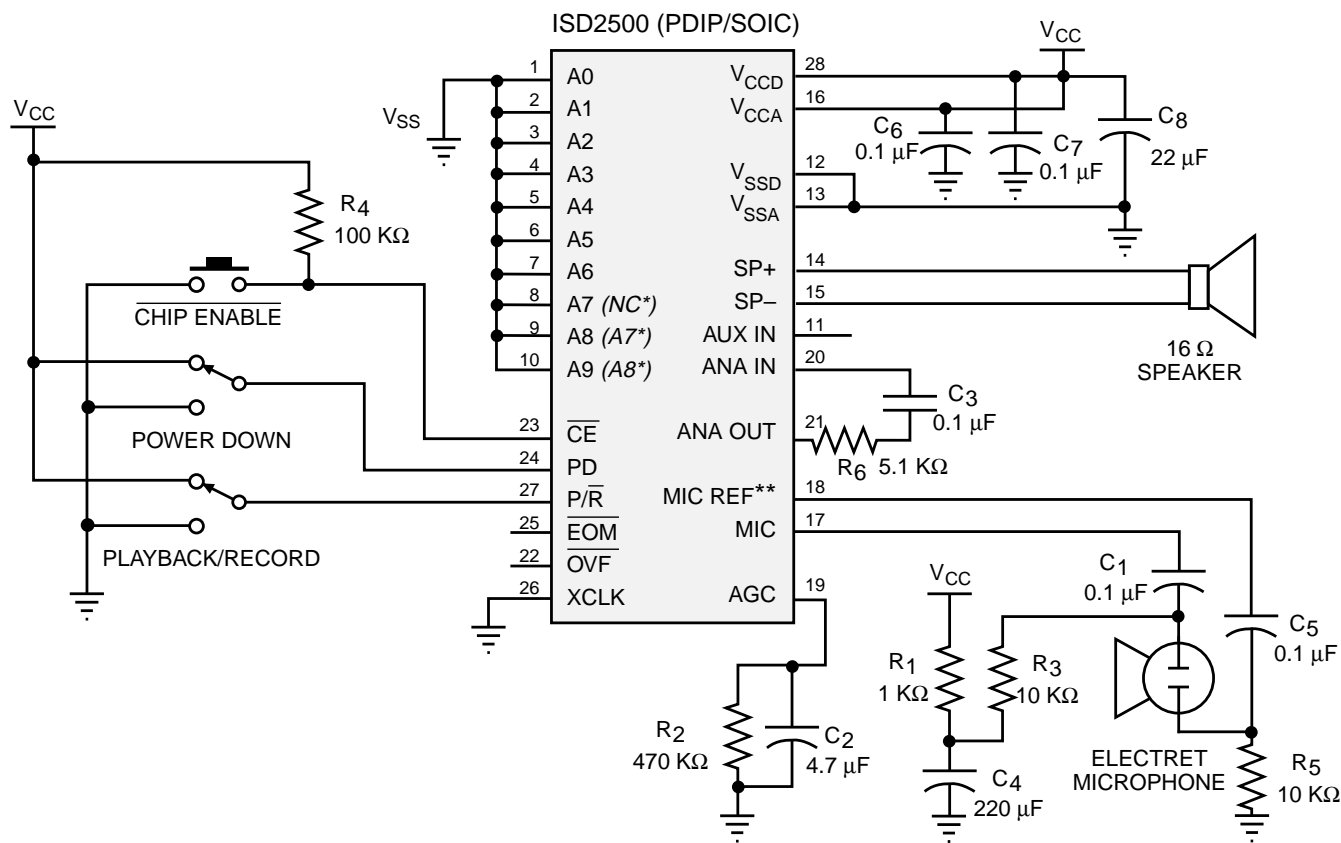 ISD2500 (PDIP/SOIC)
VCC
VCC
VSS
1 A0
2 A1
3 A2
4 A3
5 A4
6 A5
7 A6
8 A7 (NC*)
9 A8 (A7*)
10 A9 (A8*)
23 CE
24 PD
27 P/R
25 EOM
22 OVF
26 XCLK
VCCD 28
VCCA 16
VSSD 12
VSSA 13
SP+ 14
SP– 15
AUX IN 11
ANA IN 20
ANA OUT 21
MIC REF** 18
MIC 17
AGC 19
R4
100 KΩ
CHIP ENABLE
POWER DOWN
PLAYBACK/RECORD
C6
0.1 µF
C7
0.1 µF
C8
22 µF
16 Ω
SPEAKER
C3
0.1 µF
R6 5.1 KΩ
C1
0.1 µF
C5
0.1 µF
VCC
R1
1 KΩ
R3
10 KΩ
C4
220 µF
ELECTRET
MICROPHONE
R5
10 KΩ
R2
470 KΩ
C2
4.7 µF